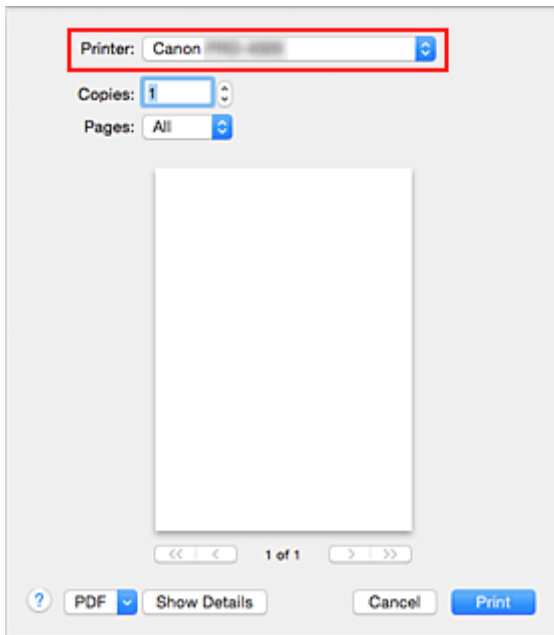 Printer: Canon
Copies: 1
Pages: All
<< < 1 of 1 > >>
? PDF Show Details Cancel Print